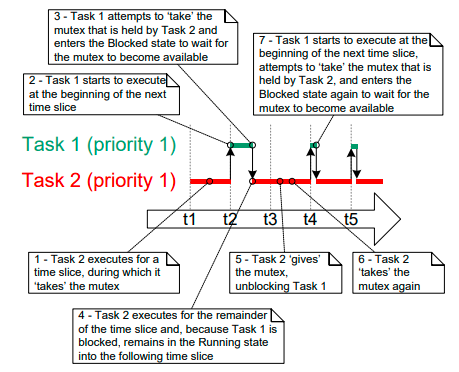 3 - Task 1 attempts to 'take' the
mutex that is held by Task 2 and
enters the Blocked state to wait for
the mutex to become available
7 - Task 1 starts to execute at the
beginning of the next time slice,
attempts to 'take' the mutex that is
held by Task 2, and enters the
Blocked state again to wait for the
mutex to become available
2 - Task 1 starts to execute
at the beginning of the next
time slice
Task 1 (priority 1)
Task 2 (priority 1)
t1 t2 t3 t4 t5
1 - Task 2 executes for a
time slice, during which it
'takes' the mutex
5 - Task 2 'gives'
the mutex,
unblocking Task 1
6 - Task 2
'takes' the
mutex again
4 - Task 2 executes for the remainder
of the time slice and, because Task 1 is
blocked, remains in the Running state
into the following time slice